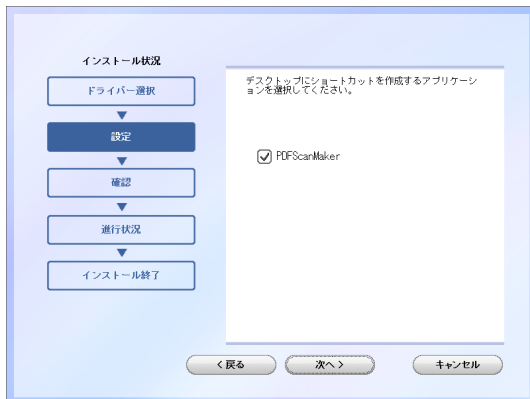 インストール状況
ドライバー選択
設定
確認
進行状況
インストール終了
デスクトップにショートカットを作成するアプリケーシ
ョンを選択してください。
PDFScanMaker
< 戻る
次へ >
キャンセル